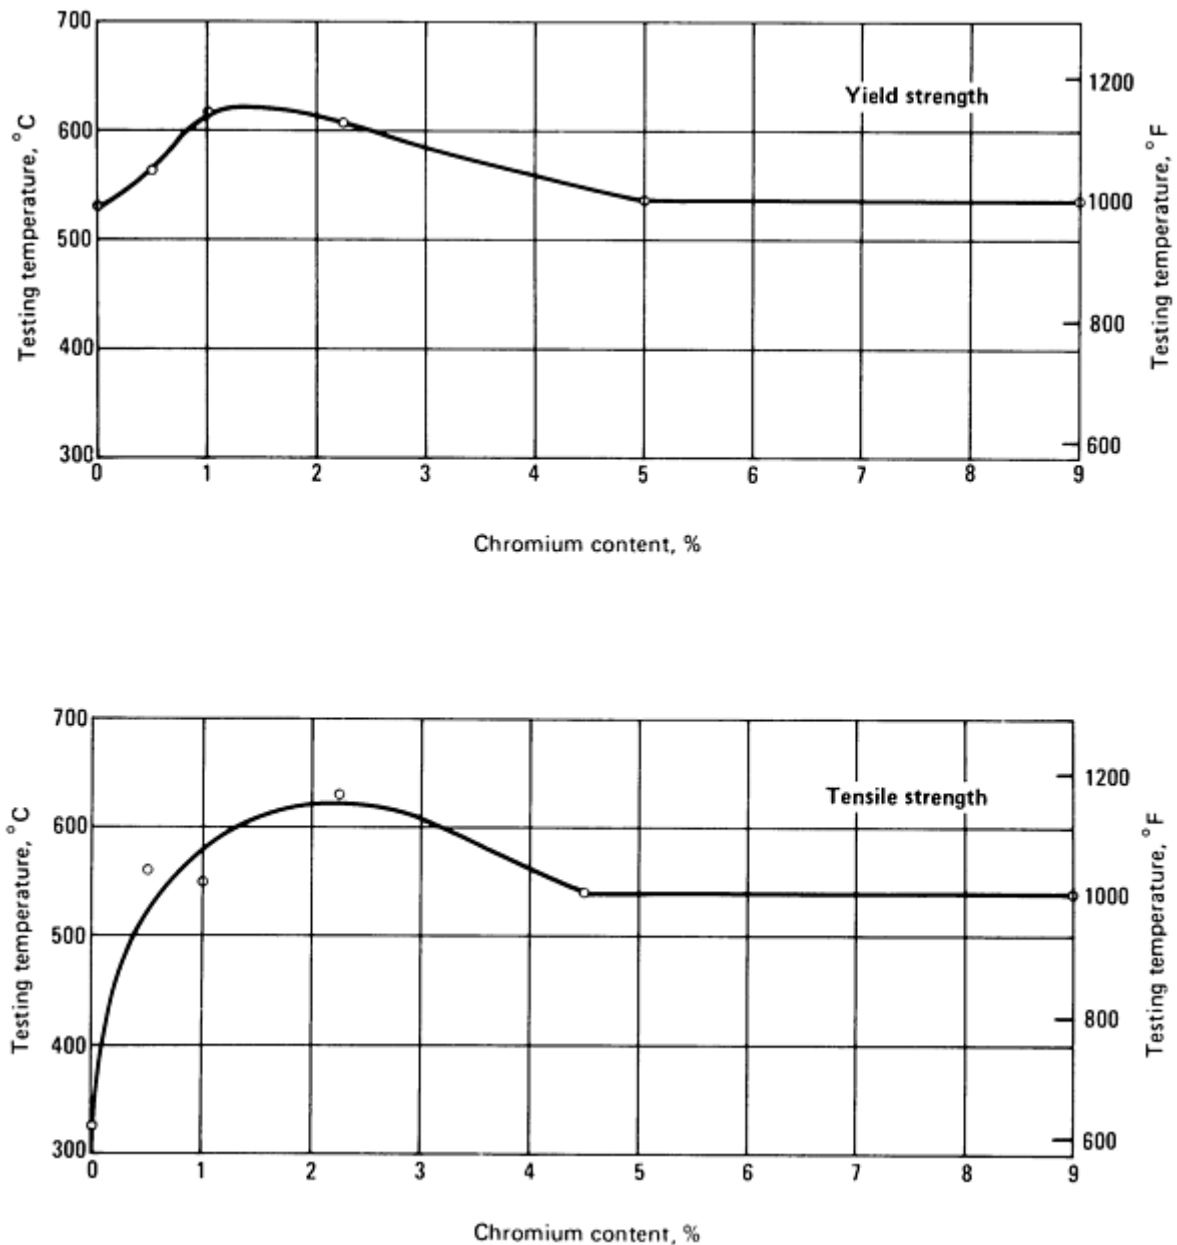 700
600
500
400
300
Testing temperature, °C
Yield strength
1200
1000
800
600
Testing temperature, °F
0 1 2 3 4 5 6 7 8 9
Chromium content, %
700
600
500
400
300
Testing temperature, °C
Tensile strength
1200
1000
800
600
Testing temperature, °F
0 1 2 3 4 5 6 7 8 9
Chromium content, %